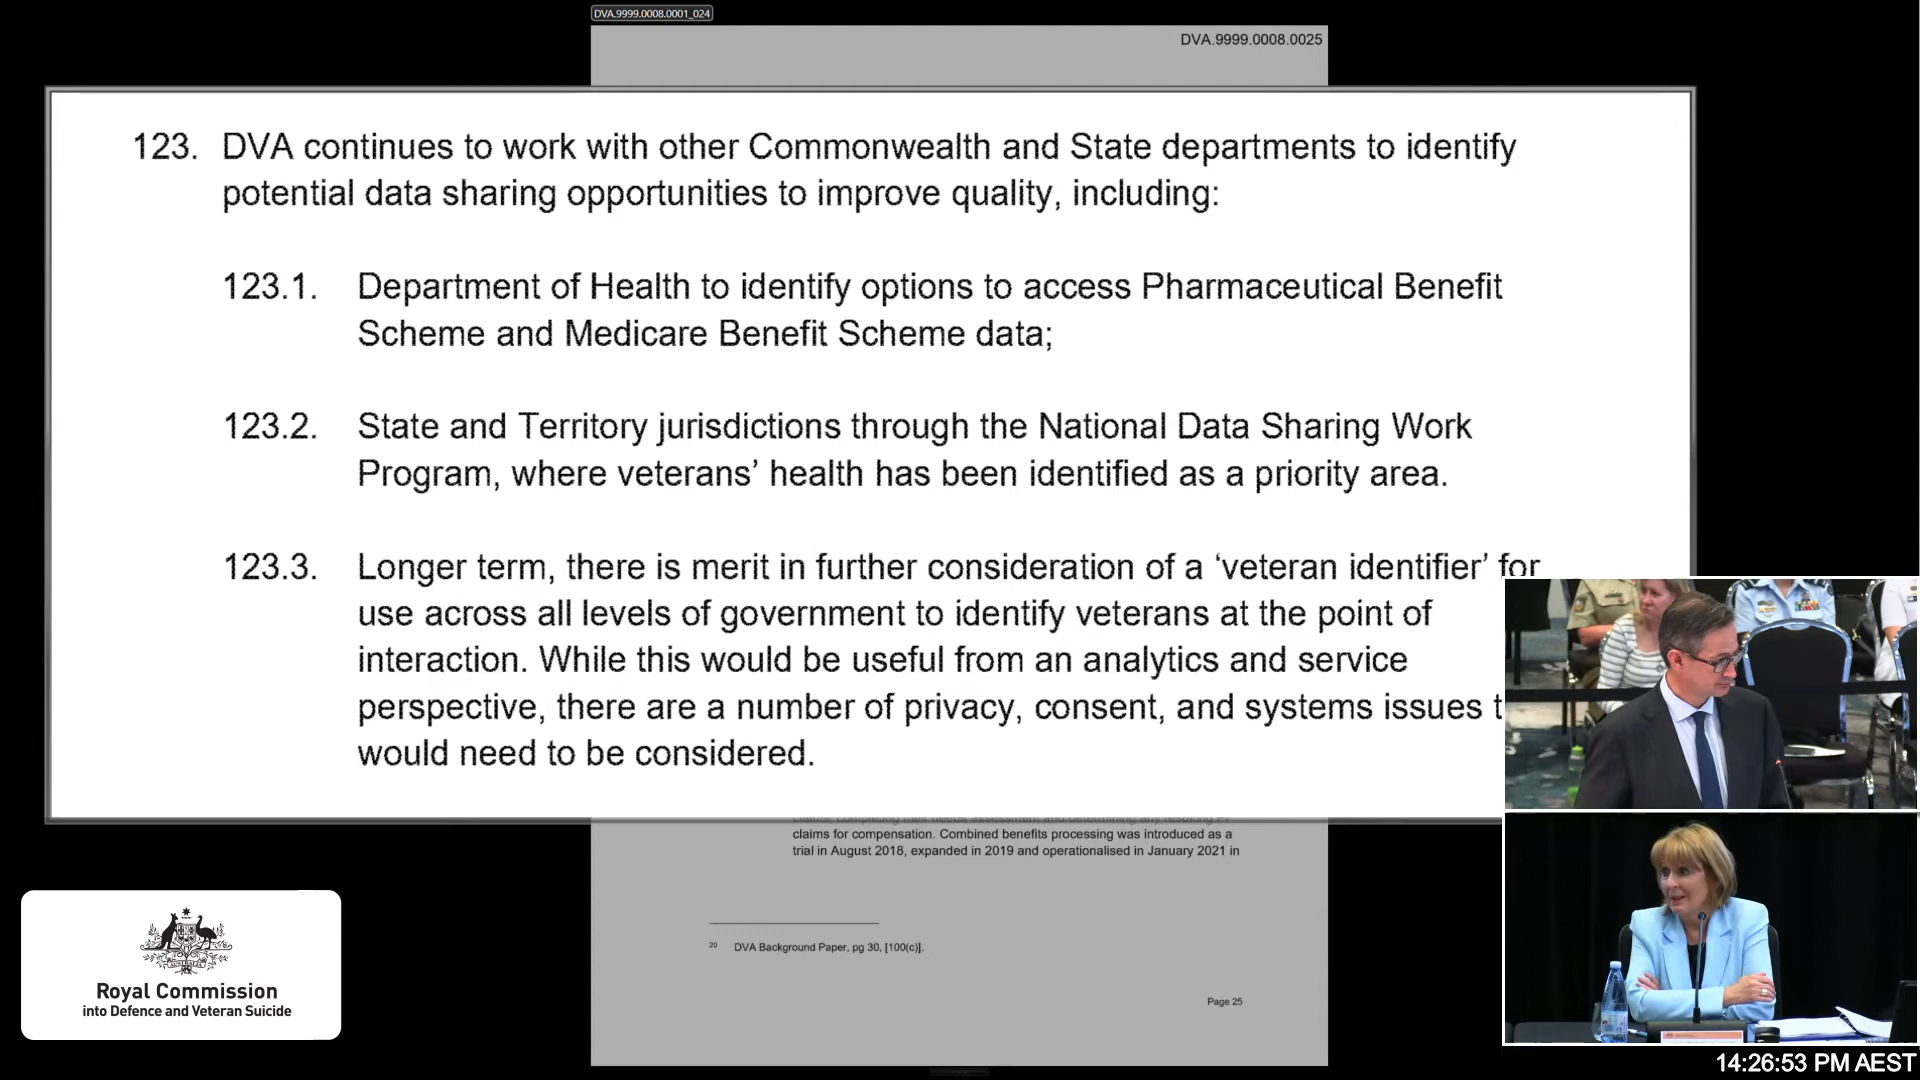 DVA.9999.0008.0001_024
DVA.9999.0008.0025
123. DVA continues to work with other Commonwealth and State departments to identify
potential data sharing opportunities to improve quality, including:
123.1. Department of Health to identify options to access Pharmaceutical Benefit
Scheme and Medicare Benefit Scheme data;
123.2. State and Territory jurisdictions through the National Data Sharing Work
Program, where veterans’ health has been identified as a priority area.
123.3. Longer term, there is merit in further consideration of a ‘veteran identifier’ for
use across all levels of government to identify veterans at the point of
interaction. While this would be useful from an analytics and service
perspective, there are a number of privacy, consent, and systems issues t
would need to be considered.
claims for compensation. Combined benefits processing was introduced as a
trial in August 2018, expanded in 2019 and operationalised in January 2021 in
20 DVA Background Paper, pg 30, [100(c)].
Page 25
AUSTRALIA
Royal Commission
into Defence and Veteran Suicide
14:26:53 PM AEST